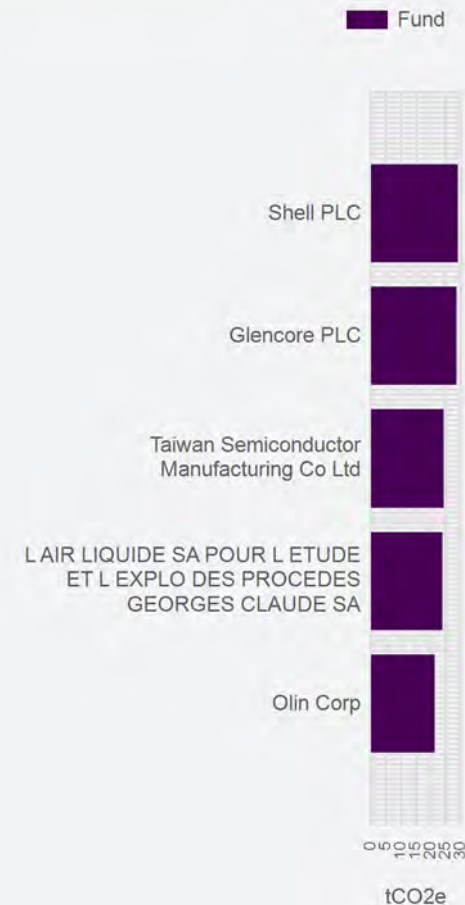 Fund
Shell PLC
Glencore PLC
Taiwan Semiconductor
Manufacturing Co Ltd
L AIR LIQUIDE SA POUR L ETUDE
ET L EXPLO DES PROCEDES
GEORGES CLAUDE SA
Olin Corp
0 5 10 15 20 25 30
tCO2e